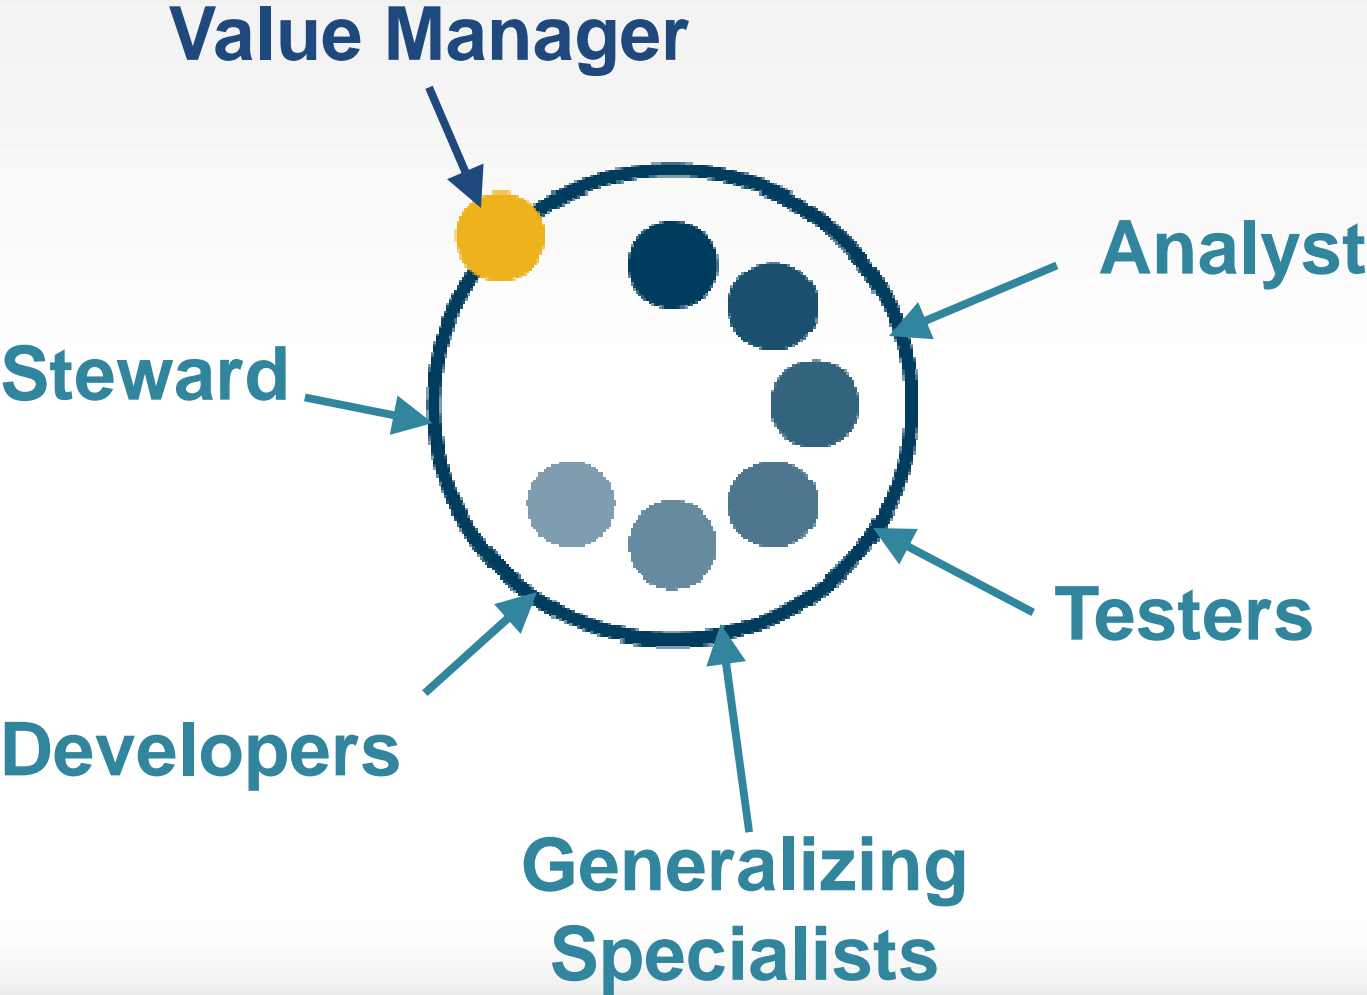 Value Manager
Analyst
Steward
Testers
Developers
Generalizing
Specialists